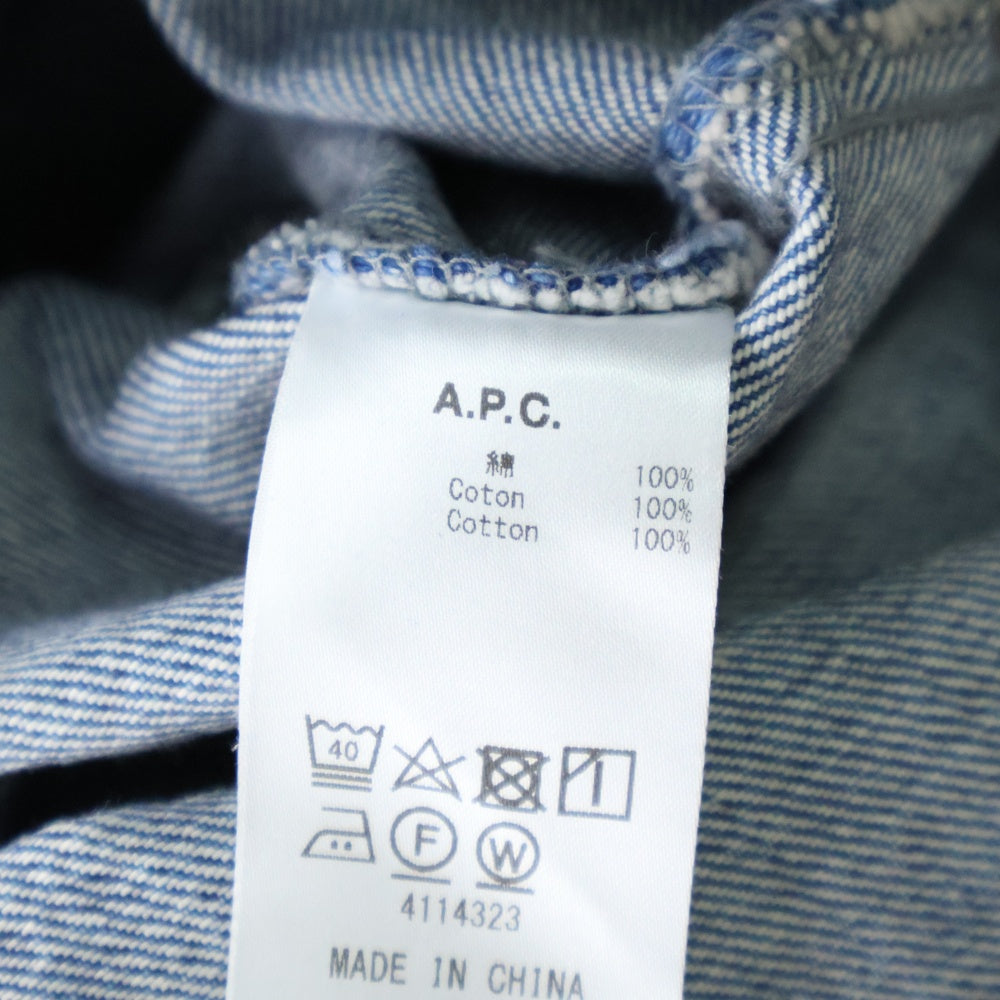 A.P.C.
綿 100%
Coton 100%
Cotton 100%
40
F W
4114323
MADE IN CHINA